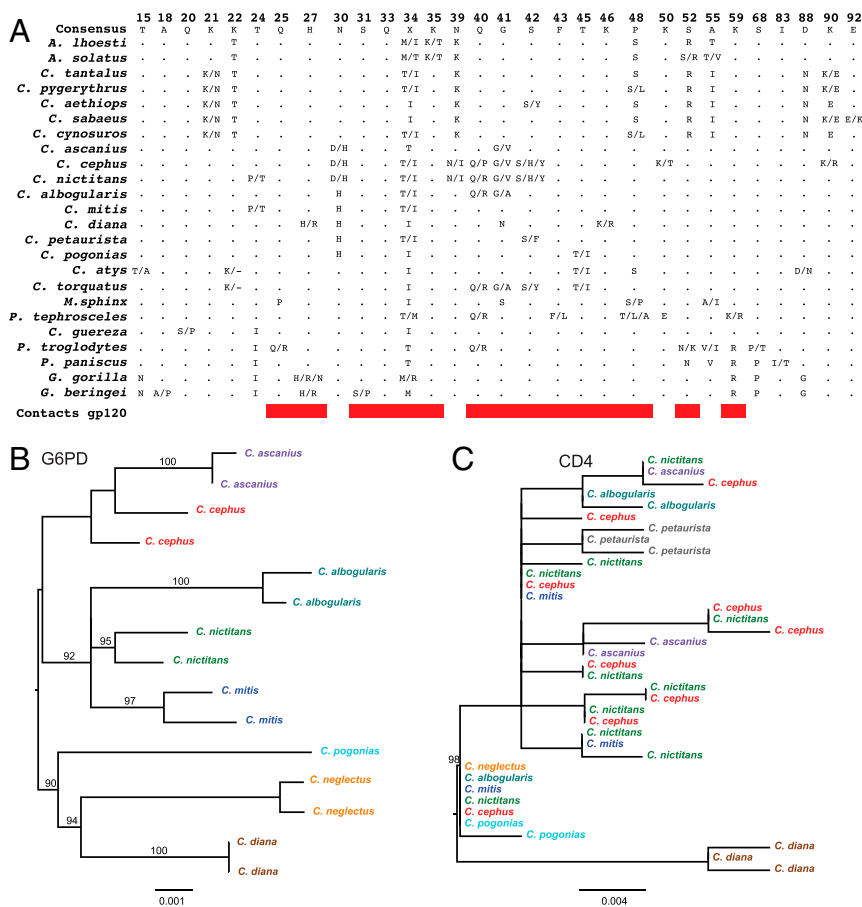 A
15 18 20 21 22 24 25 27 30 31 33 34 35 39 40 41 42 43 45 46 48 50 52 55 59 68 83 88 90 92
Consensus T A Q K K T Q H N S Q X K N Q G S F T K P K S A K S I D K E
A. lhoesti . . . . T . . . . . . M/I K/T K . . . . . . S . R T . . . . . .
A. solatus . . . . . . . . . . . M/T K/T K . . . . . . S . S/R T/V . . . . . .
C. tantalus . . . K/N T . . . . . . T/I . K . . . . . . S . R I . . . N K/E .
C. pygerythrus . . . K/N T . . . . . . T/I . K . . . . . . S/L . R I . . . N K/E .
C. aethiops . . . K/N T . . . . . . I . K . . S/Y . . . S . R I . . . N E .
C. sabaeus . . . K/N T . . . . . . I . K . . . . . . S . R I . . . N K/E E/K
C. cynosuros . . . K/N T . . . . . . T/I . K . . . . . . S/L . R I . . . N E .
C. ascanius . . . . . . . . D/H . . T . . . G/V . . . . . . . . . . . . . .
C. cephus . . . . . . . . D/H . . T/I . N/I Q/P G/V S/H/Y . . . . K/T . . . . . . K/R .
C. nictitans . . . . . P/T . . D/H . . T/I . N/I Q/R G/V S/H/Y . . . . . . . . . . . . .
C. albogularis . . . . . . . . H . . T/I . . Q/R G/A . . . . . . . . . . . . . .
C. mitis . . . . . P/T . . H . . T/I . . . . . . . . . . . . . . . . . .
C. diana . . . . . . . H/R H . . I . . . N . . . K/R . . . . . . . . . .
C. petaurista . . . . . . . . H . . T/I . . . . S/F . . . . . . . . . . . . .
C. pogonias . . . . . . . . H . . I . . . . . . T/I . . . . . . . . . . .
C. atys T/A . . . K/- . . . . . . I . . . . . . T/I . S . . . . . . D/N . .
C. torquatus . . . . K/- . . . . . . I . . Q/R G/A S/Y . T/I . . . . . . . . . . .
M.sphinx . . . . . . P . . . . I . . . S . . . . S/P . . A/I . . . . . .
P. tephrosceles . . . . . . . . . . . T/M . . Q/R . . F/L . . T/L/A E . . K/R . . . . .
C. guereza . . S/P . . I . . . . . I . . . . . . . . . . . . . . . . . .
P. troglodytes . . . . . I Q/R . . . . T . . Q/R . . . . . . . N/K V/I R P/T . . . .
P. paniscus . . . . . I . . . . . T . . . . . . . . . . N V R P I/T . . .
G. gorilla N . . . . I . H/R/N . . . M/R . . . . . . . . . . . . R P . G . .
G. beringei N A/P . . . I . H/R . S/P . M . . . . . . . . . . . . R P . G . .
Contacts gp120
B
G6PD
100
C. ascanius
C. ascanius
C. cephus
C. cephus
C. albogularis
100
C. albogularis
C. nictitans
95
92
C. nictitans
C. mitis
97
C. mitis
C. pogonias
90
C. neglectus
94
C. neglectus
C. diana
100
C. diana
0.001
C
CD4
C. nictitans
C. ascanius
C. cephus
C. albogularis
C. albogularis
C. cephus
C. petaurista
C. petaurista
C. petaurista
C. nictitans
C. nictitans
C. cephus
C. mitis
C. cephus
C. nictitans
C. cephus
C. ascanius
C. ascanius
C. cephus
C. nictitans
C. nictitans
C. cephus
C. nictitans
C. cephus
C. nictitans
C. mitis
C. nictitans
98
C. neglectus
C. albogularis
C. mitis
C. nictitans
C. cephus
C. pogonias
C. pogonias
C. diana
C. diana
C. diana
0.004